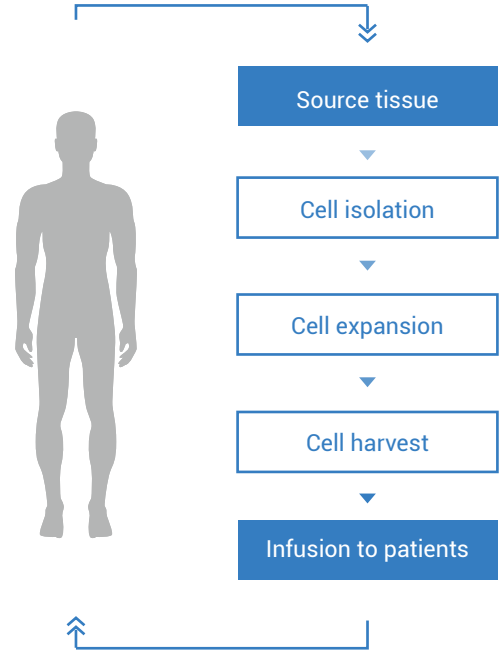 Source tissue
Cell isolation
Cell expansion
Cell harvest
Infusion to patients